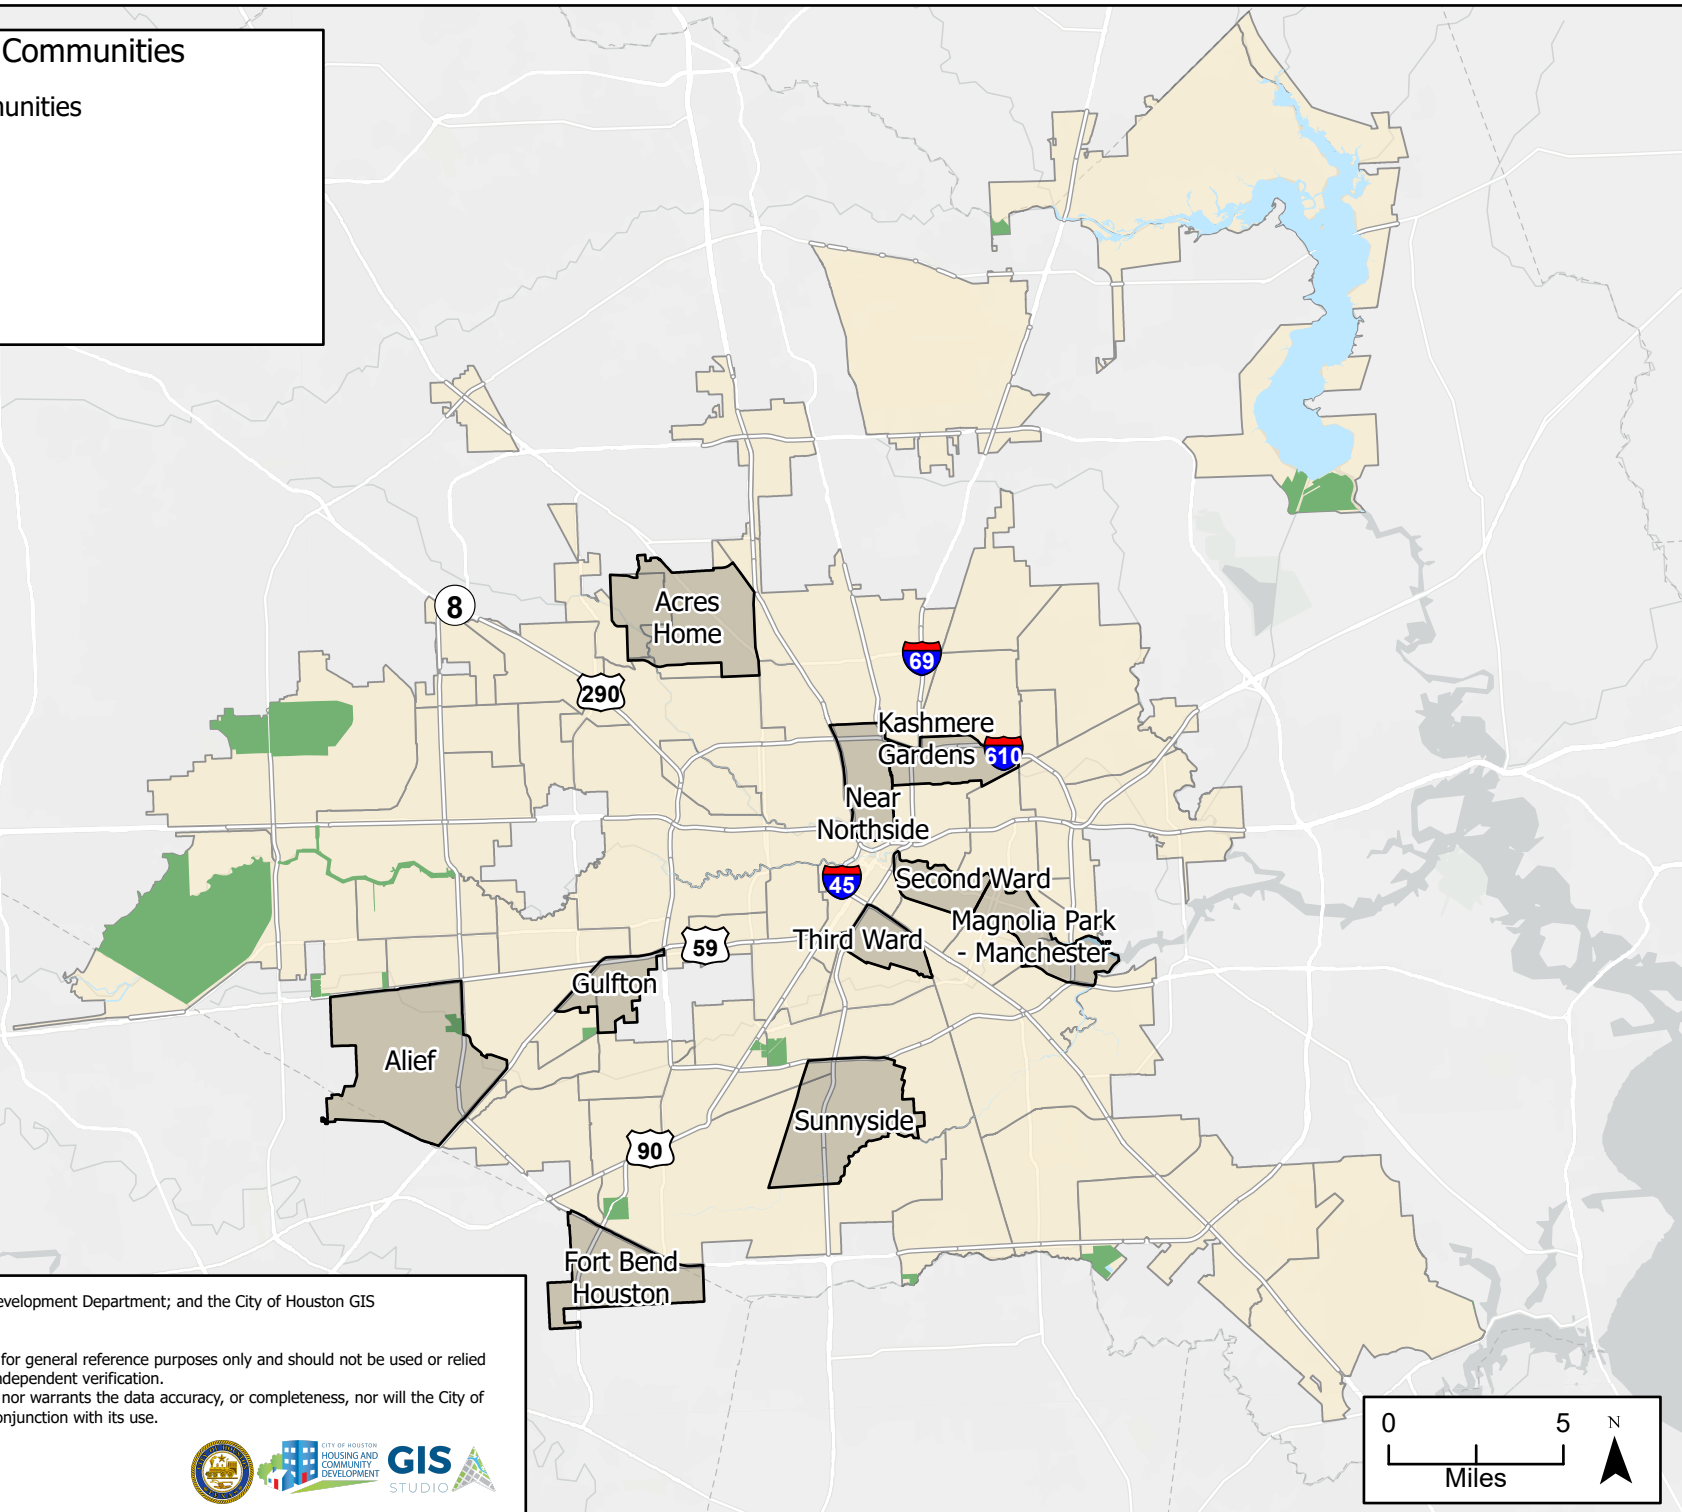 Communities
munities
8
Acres
Home
69
290
Kashmere
Gardens
610
Near
Northside
45
Second Ward
Magnolia Park
- Manchester
Third Ward
59
Gulfton
Alief
Sunnyside
90
Fort Bend
Houston
evelopment Department; and the City of Houston GIS
for general reference purposes only and should not be used or relied
ndependent verification.
nor warrants the data accuracy, or completeness, nor will the City of
onjunction with its use.
CITY OF HOUSTON
HOUSING AND
COMMUNITY
DEVELOPMENT
GIS
STUDIO
0 5
Miles
N